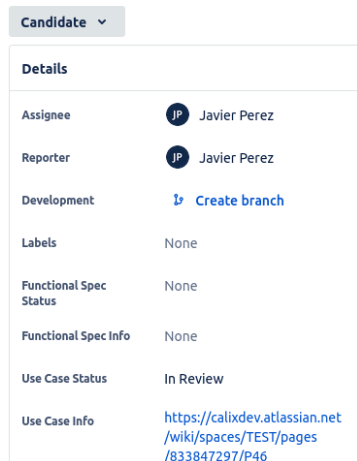 Candidate
Details
Assignee
JP
Javier Perez
Reporter
JP
Javier Perez
Development
Create branch
Labels
None
Functional Spec
Status
None
Functional Spec Info
None
Use Case Status
In Review
Use Case Info
https://calixdev.atlassian.net
/wiki/spaces/TEST/pages
/833847297/P46